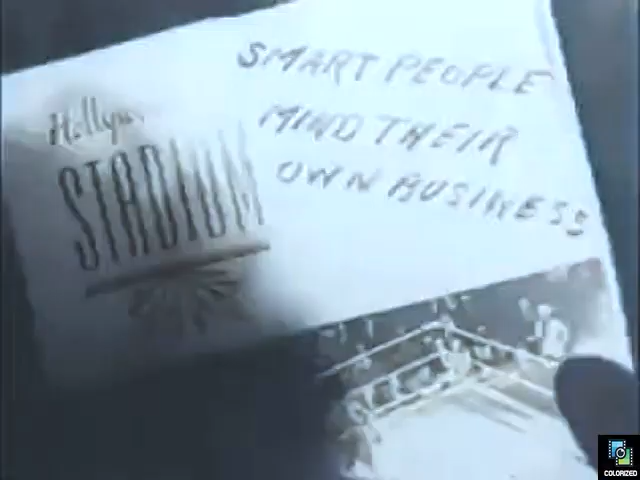 SMART PEOPLE
MIND THEIR
OWN BUSINESS
STADIUM
COLORIZED